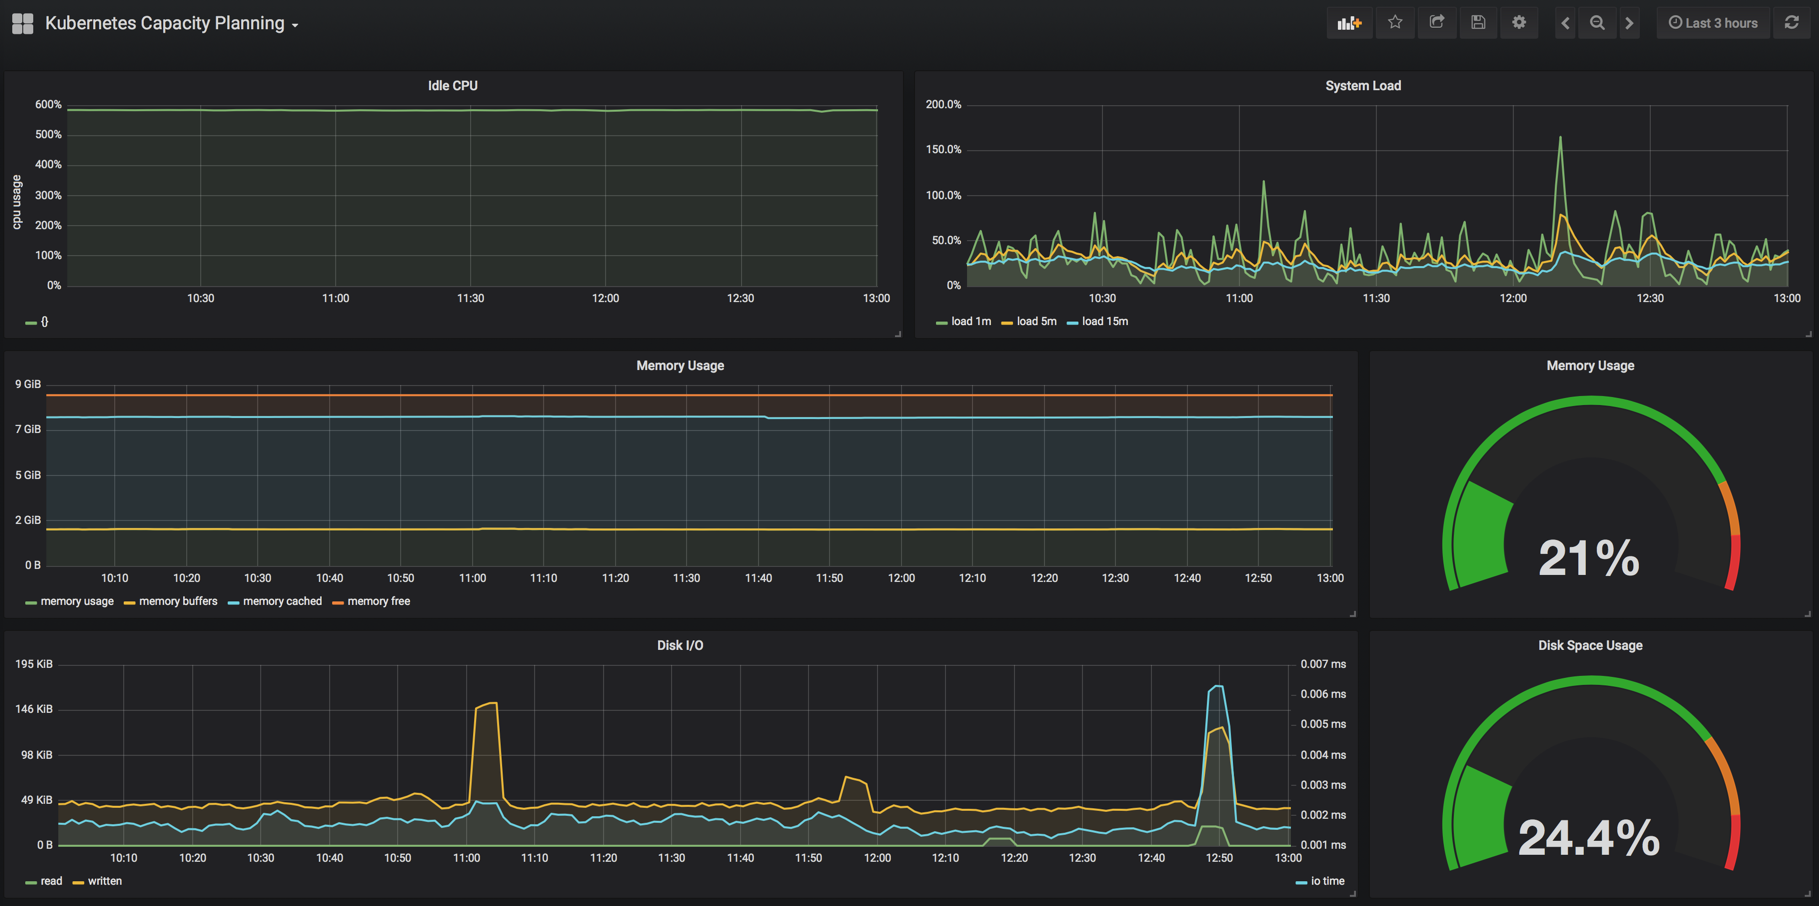 Kubernetes Capacity Planning
Last 3 hours
Idle CPU
cpu usage
600%
500%
400%
300%
200%
100%
0%
10:30 11:00 11:30 12:00 12:30 13:00
{}
System Load
200.0%
150.0%
100.0%
50.0%
0%
10:30 11:00 11:30 12:00 12:30 13:00
load 1m load 5m load 15m
Memory Usage
9 GiB
7 GiB
5 GiB
2 GiB
0 B
10:10 10:20 10:30 10:40 10:50 11:00 11:10 11:20 11:30 11:40 11:50 12:00 12:10 12:20 12:30 12:40 12:50 13:00
memory usage memory buffers memory cached memory free
Memory Usage
21%
Disk I/O
195 KiB
146 KiB
98 KiB
49 KiB
0 B
0.007 ms
0.006 ms
0.005 ms
0.004 ms
0.003 ms
0.002 ms
0.001 ms
10:10 10:20 10:30 10:40 10:50 11:00 11:10 11:20 11:30 11:40 11:50 12:00 12:10 12:20 12:30 12:40 12:50 13:00
read written io time
Disk Space Usage
24.4%